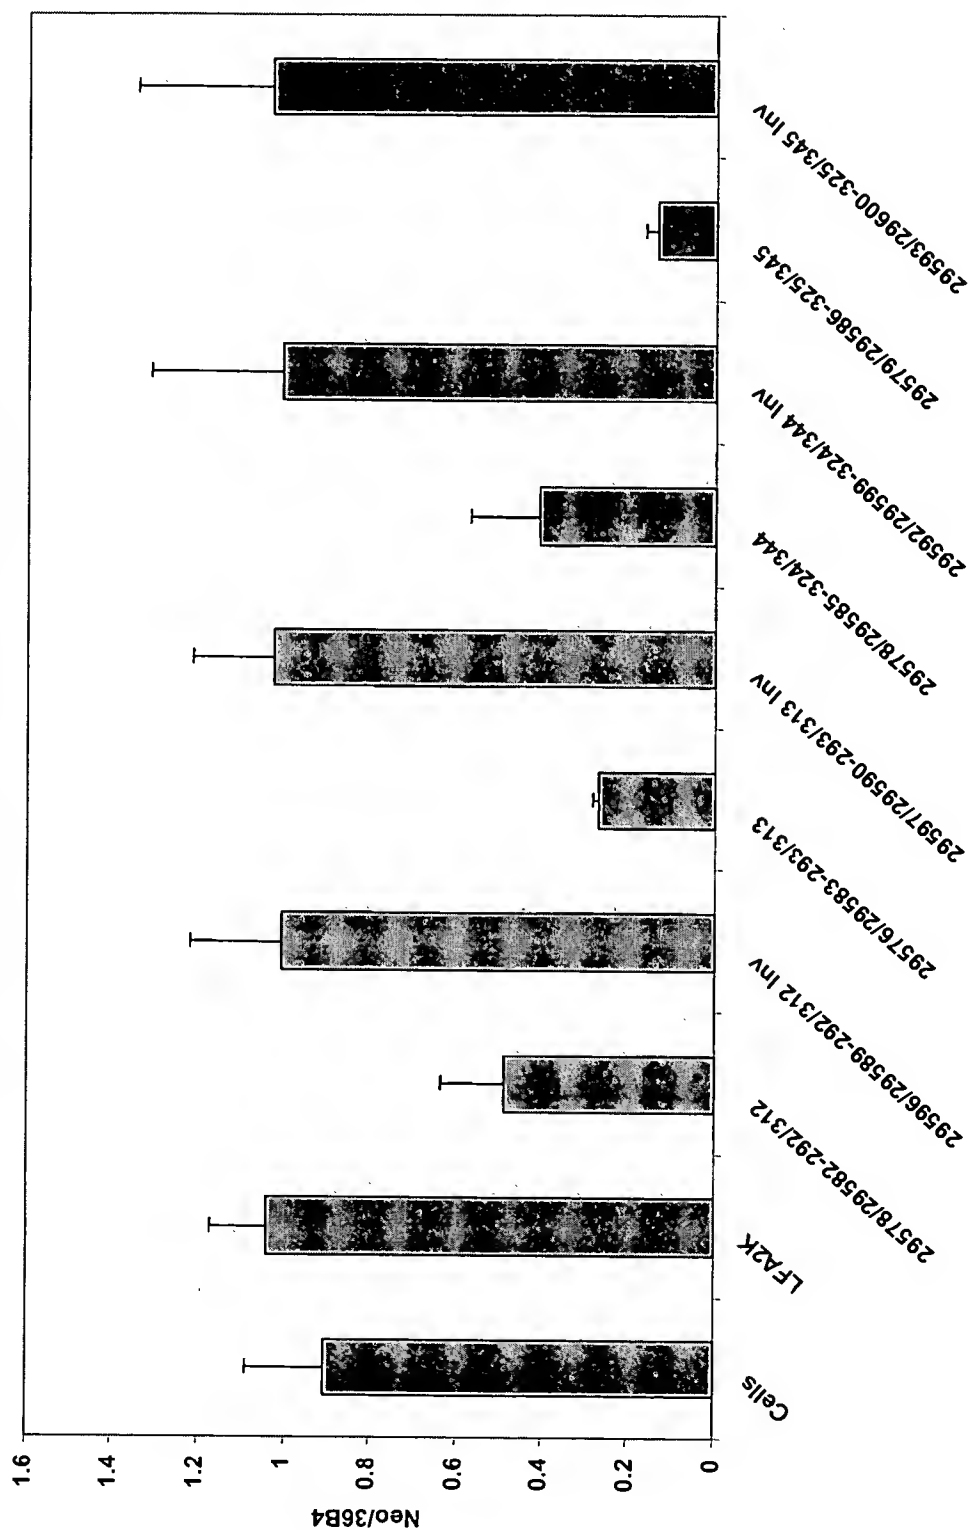 Neo/36B4
1.6
1.4
1.2
1
0.8
0.6
0.4
0.2
0
Cells
LFA2K
29578/29582-292/312
29596/29589-292/312 Inv
29576/29583-293/313
29597/29590-293/313 Inv
29578/29585-324/344
29592/29599-324/344 Inv
29579/29586-325/345
29593/29600-325/345 Inv